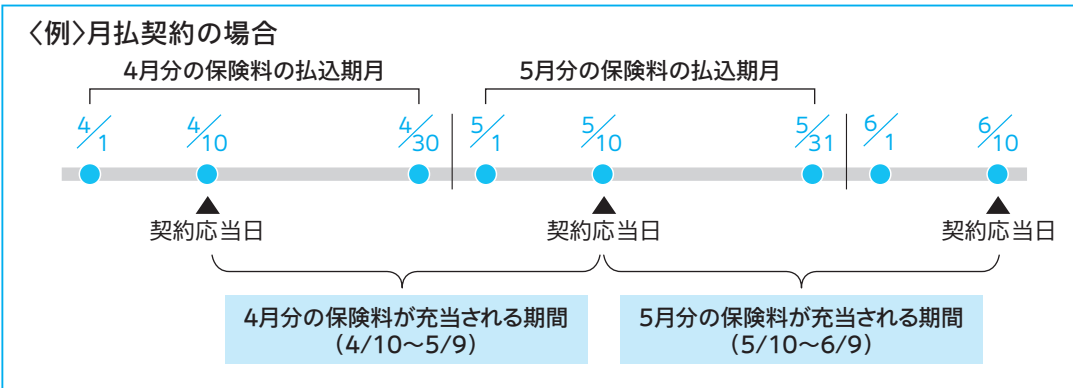 〈例〉月払契約の場合
4月分の保険料の払込期月 5月分の保険料の払込期月
4/1 4/10 4/30 5/1 5/10 5/31 6/1 6/10
契約応当日 契約応当日 契約応当日
4月分の保険料が充当される期間
（4/10～5/9）
5月分の保険料が充当される期間
（5/10～6/9）